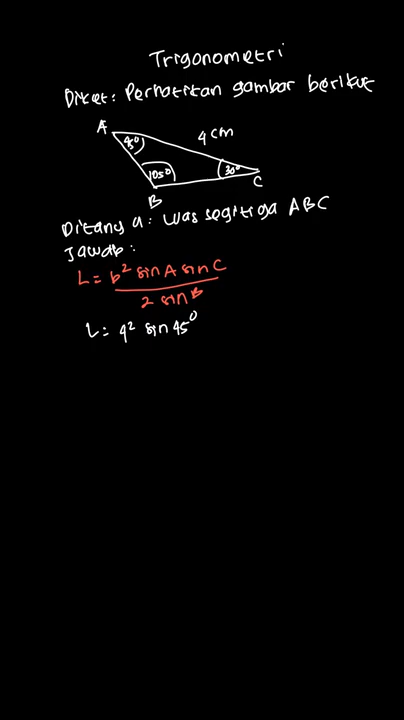 Trigonometri
Diket: Perhatikan gambar berikut
A
45°
4 cm
105°
30°
B
C
Ditanya: Luas segitiga ABC
Jawab:
L = b² sin A sin C
2 sin B
L = 4² sin 45°